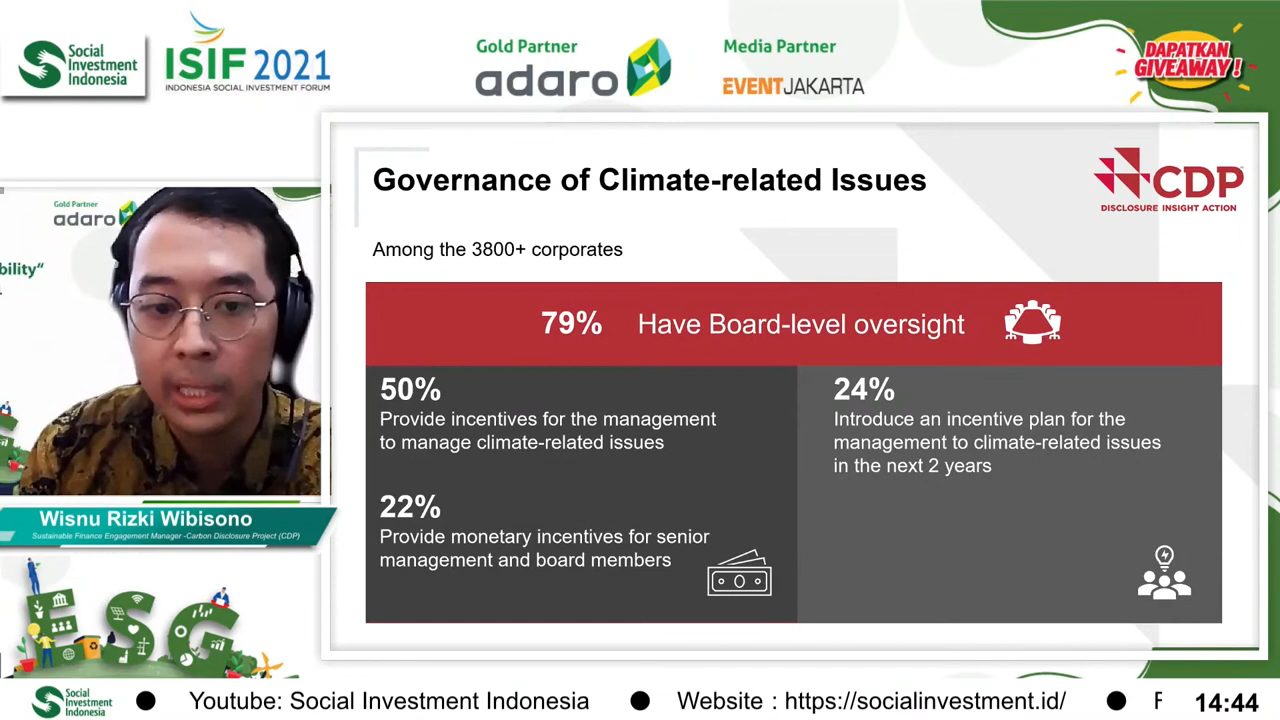 Social
Investment
Indonesia
ISIF 2021
INDONESIA SOCIAL INVESTMENT FORUM
Gold Partner
adaro
Media Partner
EVENTJAKARTA
DAPATKAN
GIVEAWAY !
Governance of Climate-related Issues
CDP
DISCLOSURE INSIGHT ACTION
Among the 3800+ corporates
79% Have Board-level oversight
50%
Provide incentives for the management
to manage climate-related issues
22%
Provide monetary incentives for senior
management and board members
24%
Introduce an incentive plan for the
management to climate-related issues
in the next 2 years
Gold Partner
adaro
bility“
Wisnu Rizki Wibisono
Sustainable Finance Engagement Manager -Carbon Disclosure Project (CDP)
ESG
Social
Investment
Indonesia
Youtube: Social Investment Indonesia
Website : https://socialinvestment.id/
F
14:44